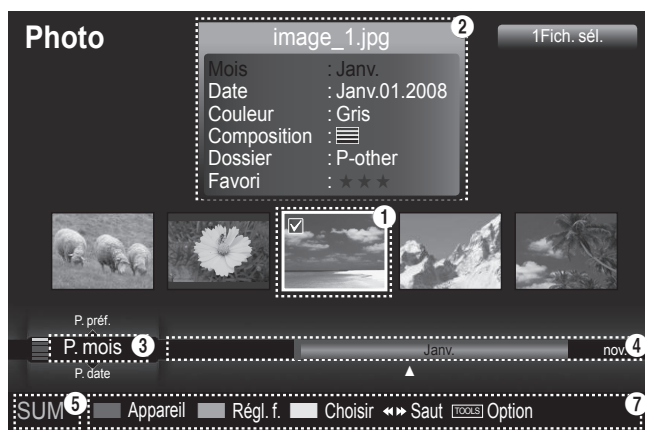 Photo
image_1.jpg
2
1Fich. sél.
Mois : Janv.
Date : Janv.01.2008
Couleur : Gris
Composition :
Dossier : P-other
Favori : ★ ★ ★
1
P. préf.
P. mois 3
Janv.
nov. 4
P. date
SUM 5
Appareil Régl. f. Choisir Saut TOOLS Option
7